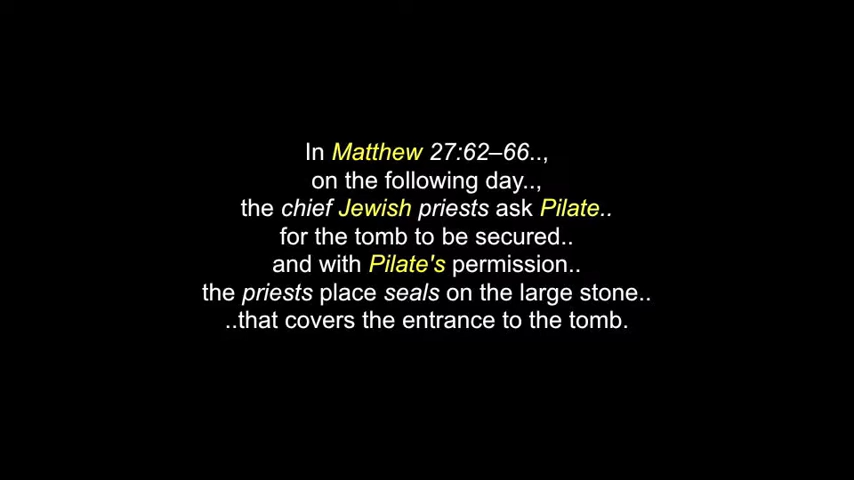 In Matthew 27:62–66..,
on the following day..,
the chief Jewish priests ask Pilate..
for the tomb to be secured..
and with Pilate's permission..
the priests place seals on the large stone..
..that covers the entrance to the tomb.